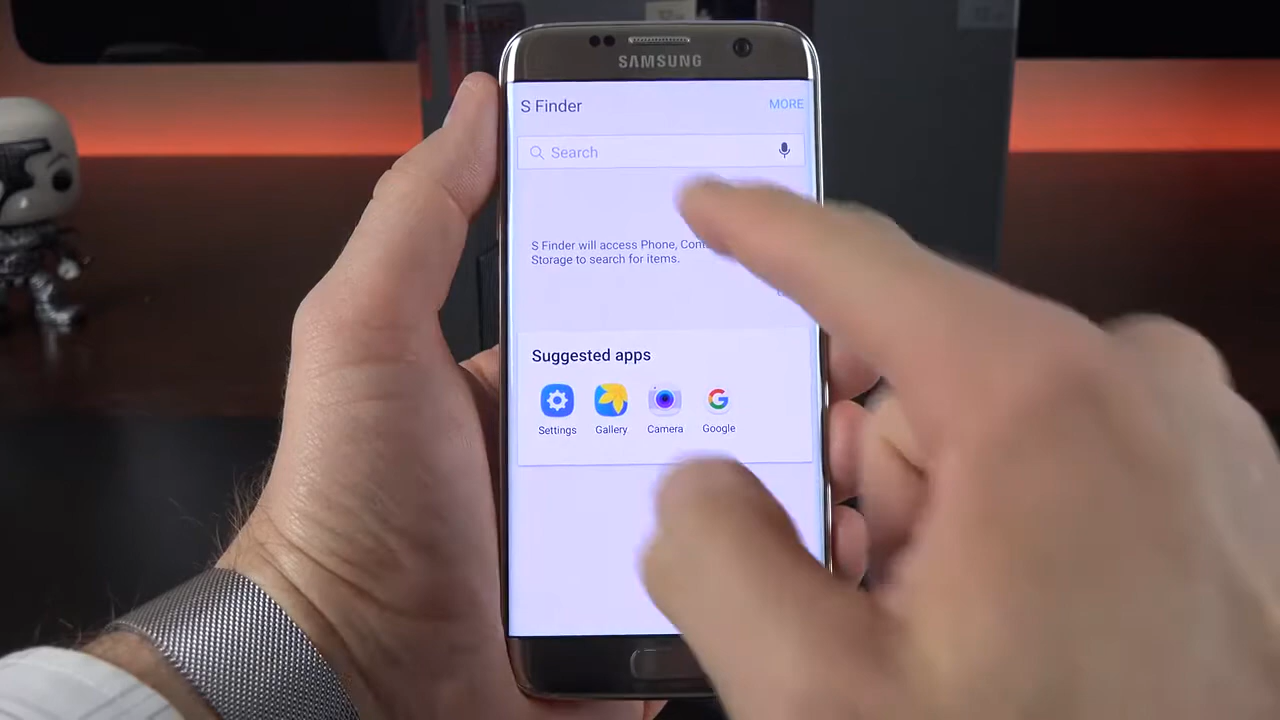 SAMSUNG
S Finder
MORE
Search
S Finder will access Phone,
Storage to search for items.
Suggested apps
Settings
Gallery
Camera
Google